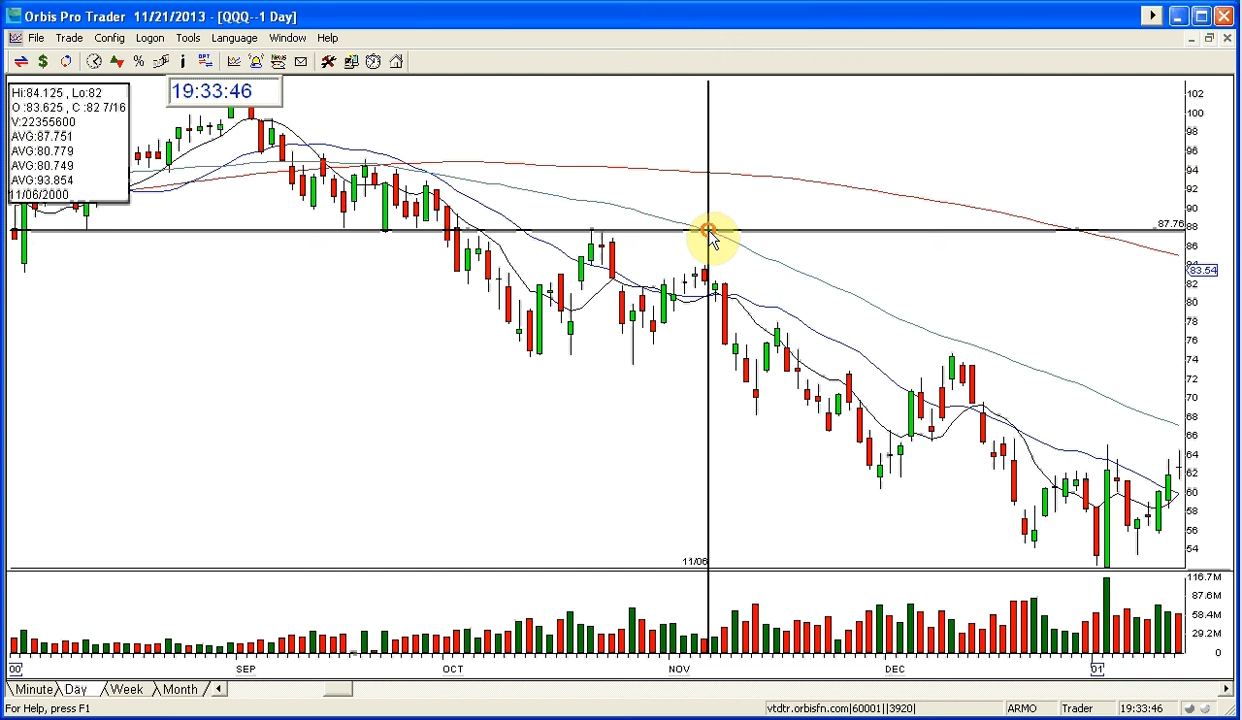 Orbis Pro Trader 11/21/2013 - [QQQ--1 Day]
File Trade Config Logon Tools Language Window Help
19:33:46
Hi:84.125 , Lo:82
O :83.625 , C :82 7/16
V:22355600
AVG:87.751
AVG:80.779
AVG:80.749
AVG:93.854
11/06/2000
102
100
98
96
94
92
90
87.76
88
86
84
83.54
82
80
78
76
74
72
70
68
66
64
62
60
58
56
54
11/06
116.7M
87.6M
58.4M
29.2M
0
00
SEP OCT NOV DEC 01
Minute Day Week Month
For Help, press F1 vtdtr.orbisfn.com|60001||3920| ARMO Trader 19:33:46